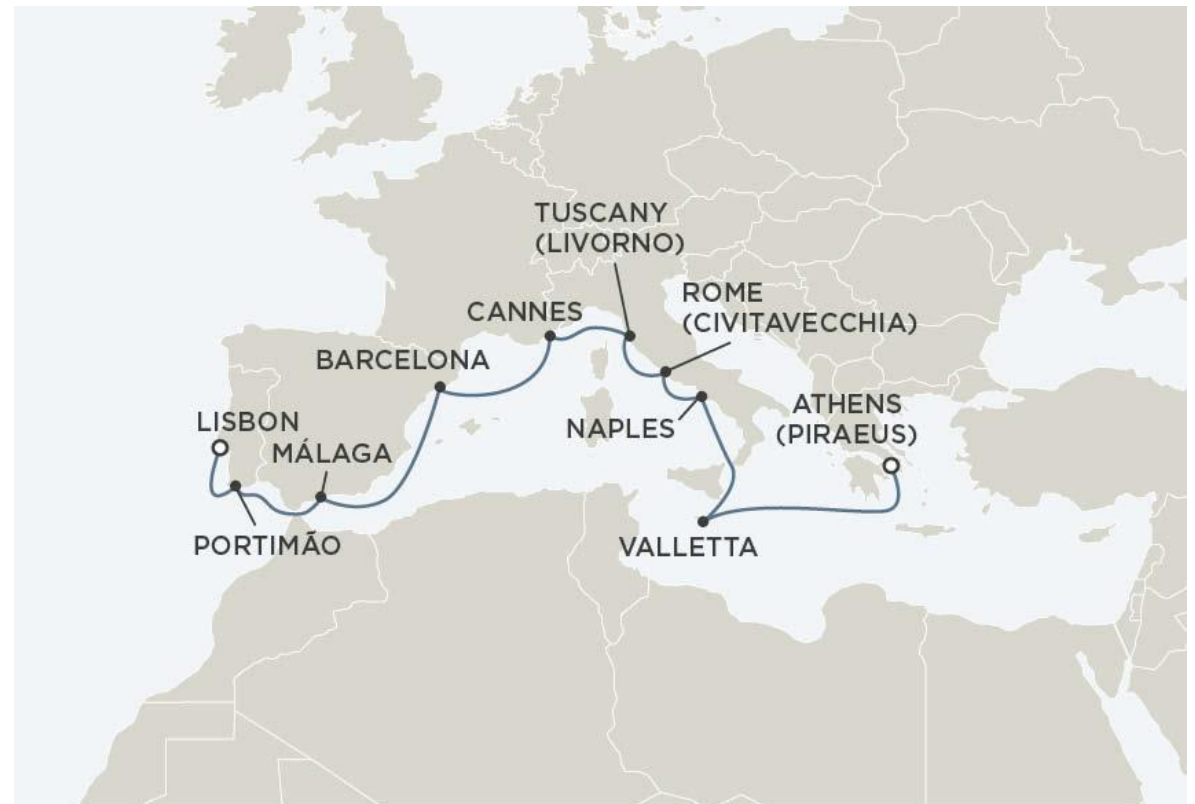 TUSCANY
(LIVORNO)
ROME
(CIVITAVECCHIA)
CANNES
BARCELONA
ATHENS
(PIRAEUS)
LISBON
NAPLES
MÁLAGA
PORTIMÃO
VALLETTA